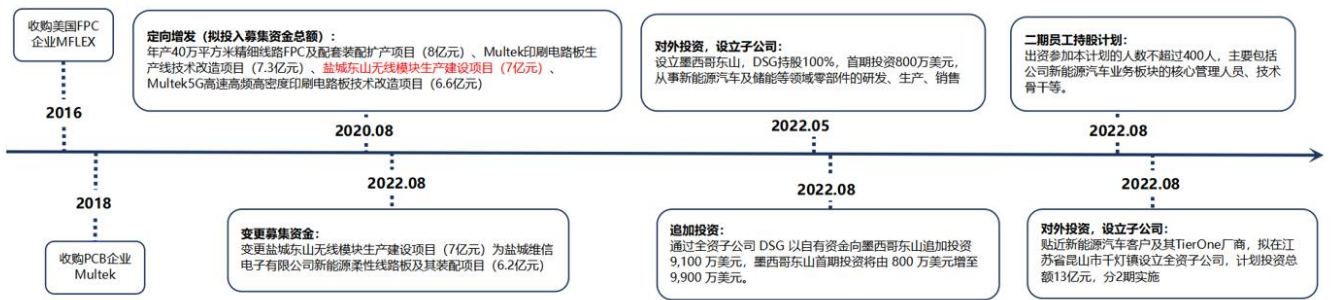 收购美国FPC
企业MFLEX
2016
定向增发（拟投入募集资金总额）：
年产40万平方米精细线路FPC及配套装配扩产项目（8亿元）、Multek印刷电路板生
产线技术改造项目（7.3亿元）、盐城东山无线模块生产建设项目（7亿元）、
Multek5G高速高频高密度印刷电路板技术改造项目（6.6亿元）
2020.08
对外投资，设立子公司：
设立墨西哥东山，DSG持股100%，首期投资800万美元，
从事新能源汽车及储能等领域零部件的研发、生产、销售
2022.05
二期员工持股计划：
出资参加本计划的人数不超过400人，主要包括
公司新能源汽车业务板块的核心管理人员、技术
骨干等。
2022.08
2018
收购PCB企业
Multek
2022.08
变更募集资金：
变更盐城东山无线模块生产建设项目（7亿元）为盐城维信
电子有限公司新能源柔性线路板及其装配项目（6.2亿元）
2022.08
追加投资：
通过全资子公司 DSG 以自有资金向墨西哥东山追加投资
9,100 万美元，墨西哥东山首期投资将由 800 万美元增至
9,900 万美元。
2022.08
对外投资，设立子公司：
贴近新能源汽车客户及其TierOne厂商，拟在江
苏省昆山市千灯镇设立全资子公司，计划投资总
额13亿元，分2期实施